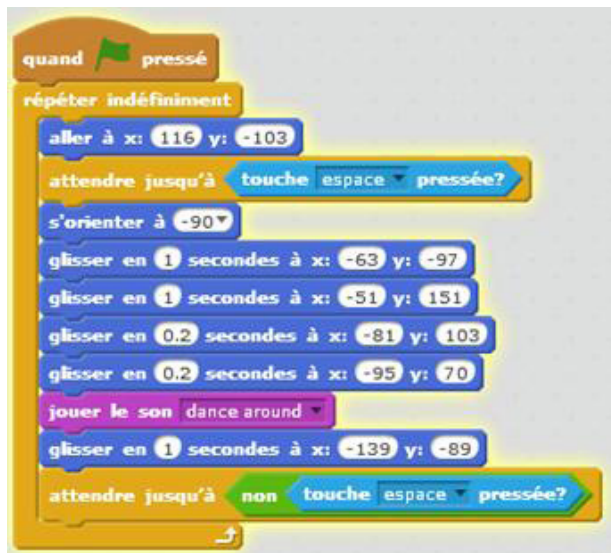 quand pressé
répéter indéfiniment
aller à x: 116 y: -103
attendre jusqu'à touche espace pressée?
s'orienter à -90
glisser en 1 secondes à x: -63 y: -97
glisser en 1 secondes à x: -51 y: 151
glisser en 0.2 secondes à x: -81 y: 103
glisser en 0.2 secondes à x: -95 y: 70
jouer le son dance around
glisser en 1 secondes à x: -139 y: -89
attendre jusqu'à non touche espace pressée?